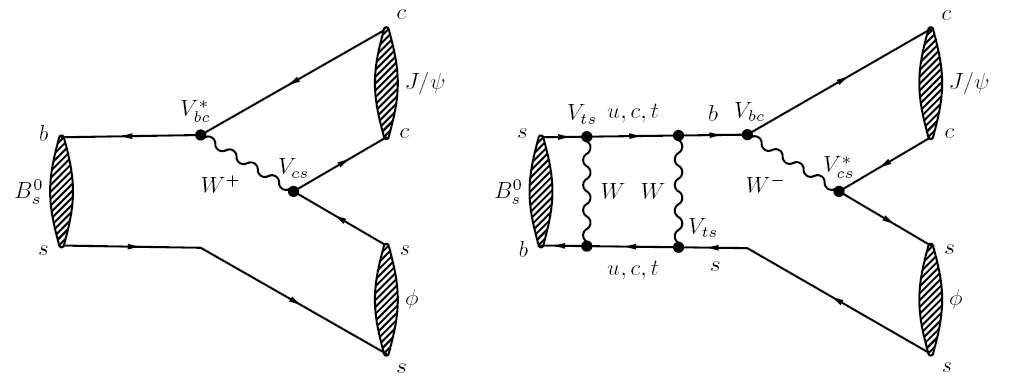 c
J/ψ
c
V*bc
b
Vcs
W+
B0s
s
s
ϕ
s
c
J/ψ
c
Vts
u, c, t
b
Vbc
s
V*cs
W
W
W−
B0s
b
Vts
u, c, t
s
s
ϕ
s